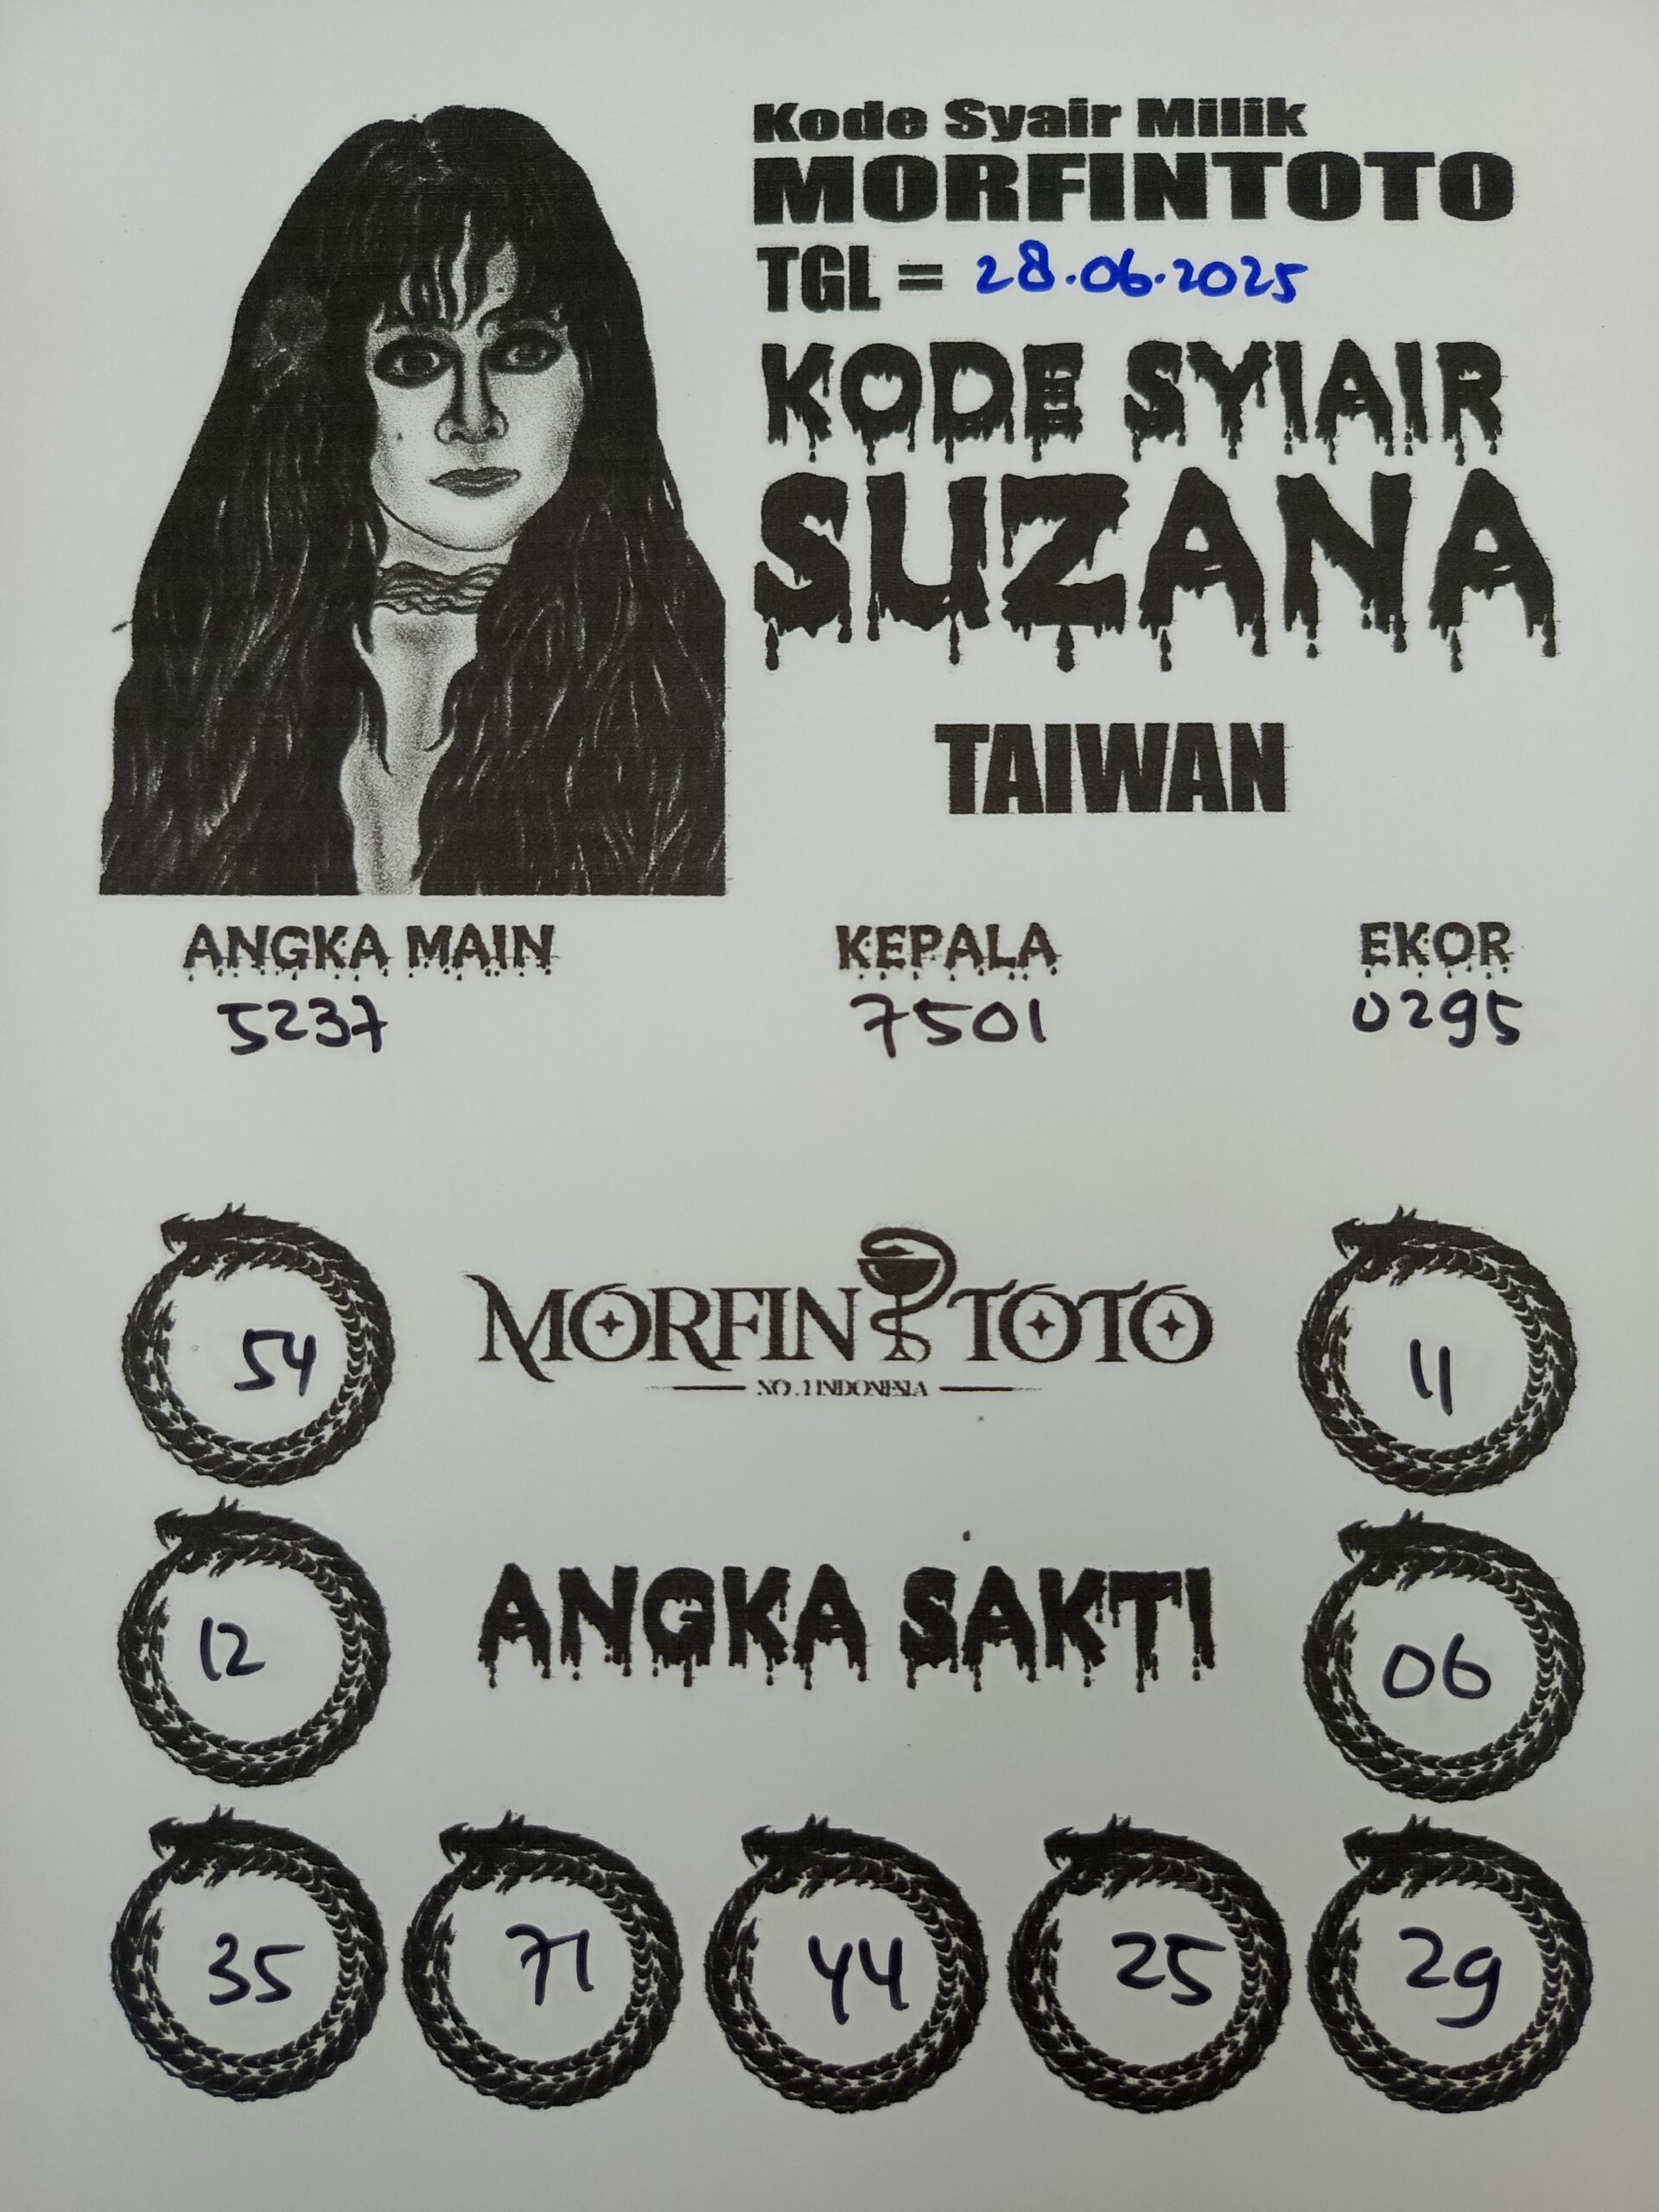 Kode Syair Milik
MORFINTOTO
TGL = 28.06.2025
KODE SYIAIR
SUZANA
TAIWAN
ANGKA MAIN KEPALA EKOR
5237 7501 0295
54 MORFIN TOTO 11
NO.1 INDONESIA
12 ANGKA SAKTI 06
35 71 44 25 29